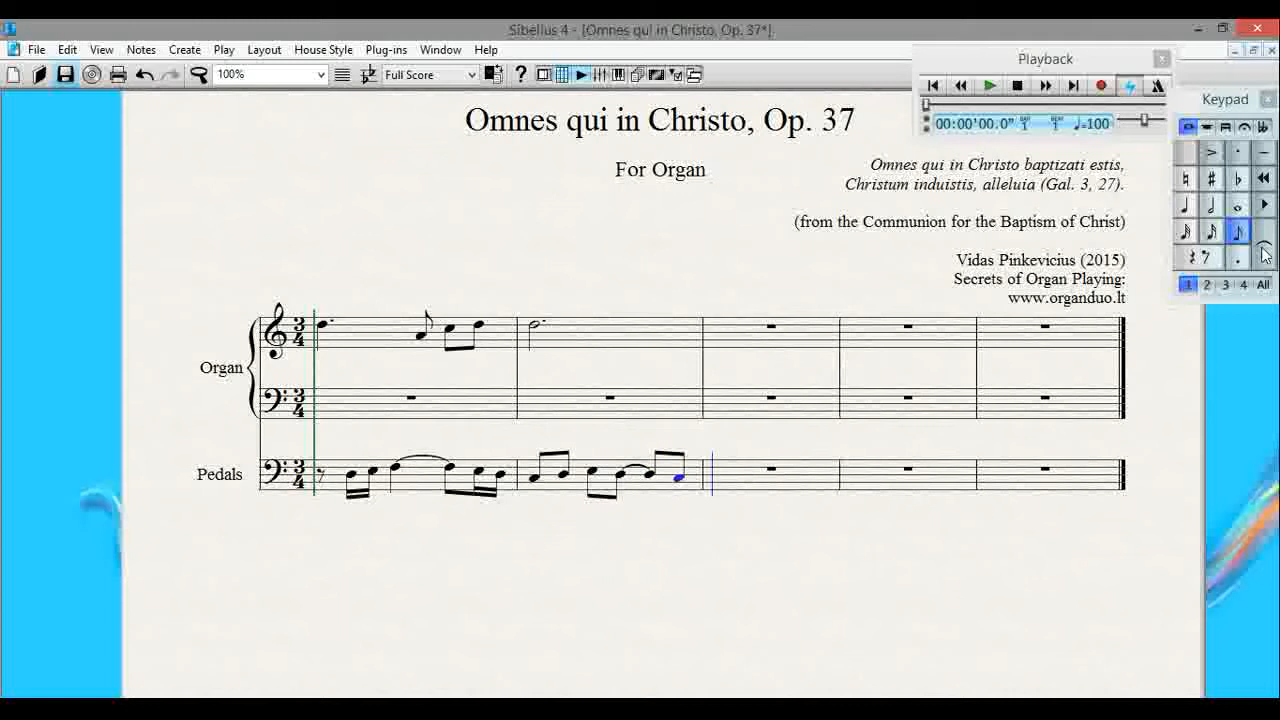 Sibelius 4 - [Omnes qui in Christo, Op. 37*]
File Edit View Notes Create Play Layout House Style Plug-ins Window Help
100% Full Score
Playback
00:00'00.0" BAR 1 BEAT 1 ♩=100
Keypad
1 2 3 4 All
Omnes qui in Christo, Op. 37
For Organ
Omnes qui in Christo baptizati estis,
Christum induistis, alleluia (Gal. 3, 27).
(from the Communion for the Baptism of Christ)
Vidas Pinkevicius (2015)
Secrets of Organ Playing:
www.organduo.lt
Organ
Pedals